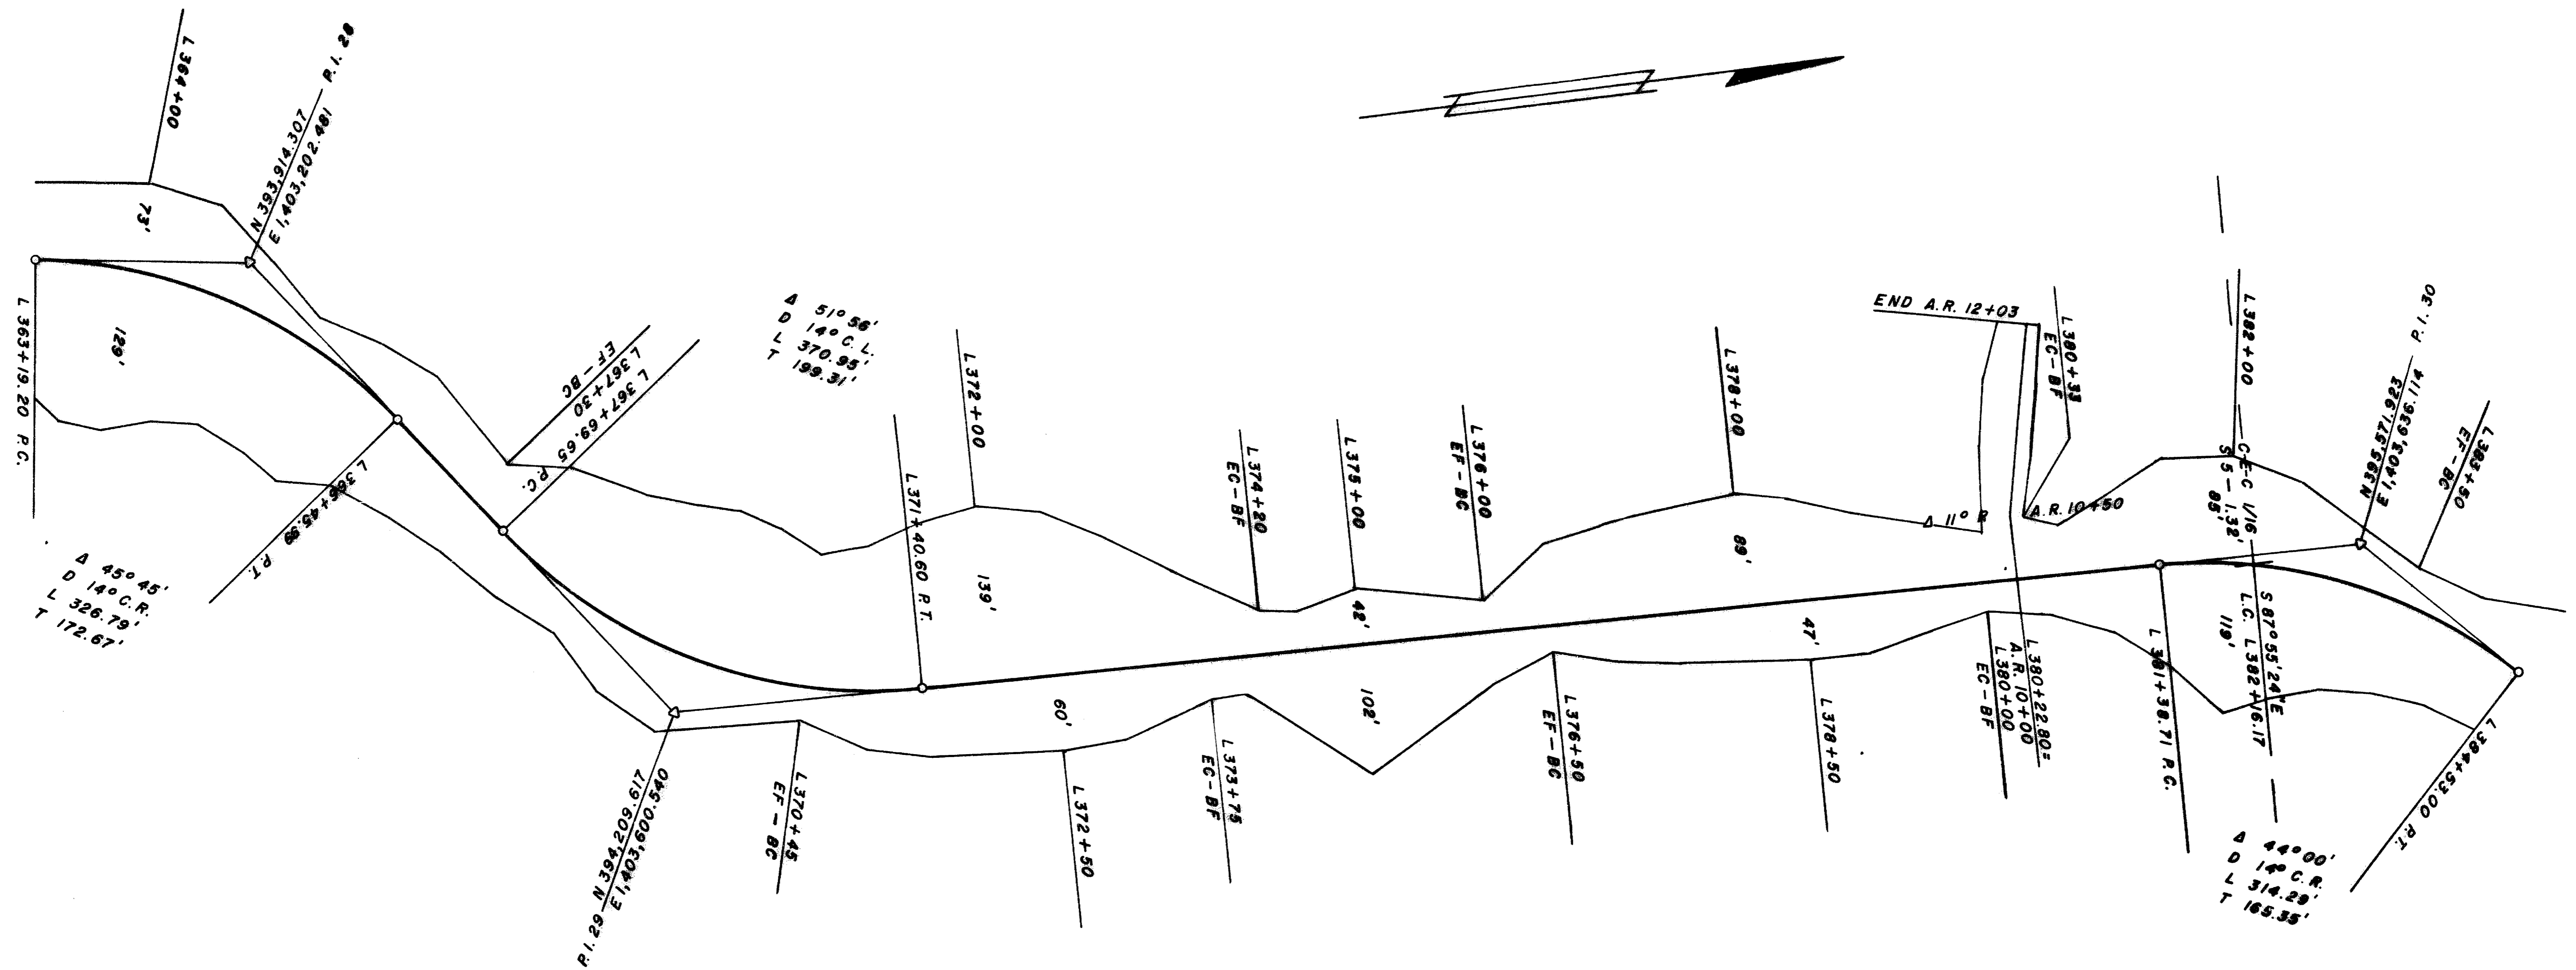 L 364+00
73'
N 393,914.307
E 1,403,202.481
P.I. 28
L 363+19.20 P.C.
129'
L 366+45.99 P.T.
Δ 45° 45'
D 14° C.R.
L 326.79'
T 172.67'
EF - BC
L 367+30
L 367+69.65 P.C.
Δ 51° 56'
D 14° C.L.
L 370.95'
T 199.31'
P.I. 29
N 394,209.617
E 1,403,600.540
L 370+45
EF - BC
L 371+40.60 P.T.
L 372+00
139'
60'
L 372+50
L 373+75
EC-BF
L 374+20
EC-BF
L 375+00
42'
102'
L 376+00
EF - BC
L 376+50
EF-BC
L 378+00
89'
47'
L 378+50
END A.R. 12+03
Δ 11° R
A.R. 10+50
L 380+33
EC-BF
L 380+22.80=
A.R. 10+00
L 380+00
EC-BF
L 381+38.71 P.C.
L 382+00
C-E-C 1/16
S 5 - 1.32'
85'
S 87° 55' 24" E
L.C. L 382+16.17
119'
N 395,571.923
E 1,403,636.114
P.I. 30
L 383+50
EF-BC
L 384+53.00 P.T.
Δ 44° 00'
D 14° C.R.
L 314.29'
T 165.35'